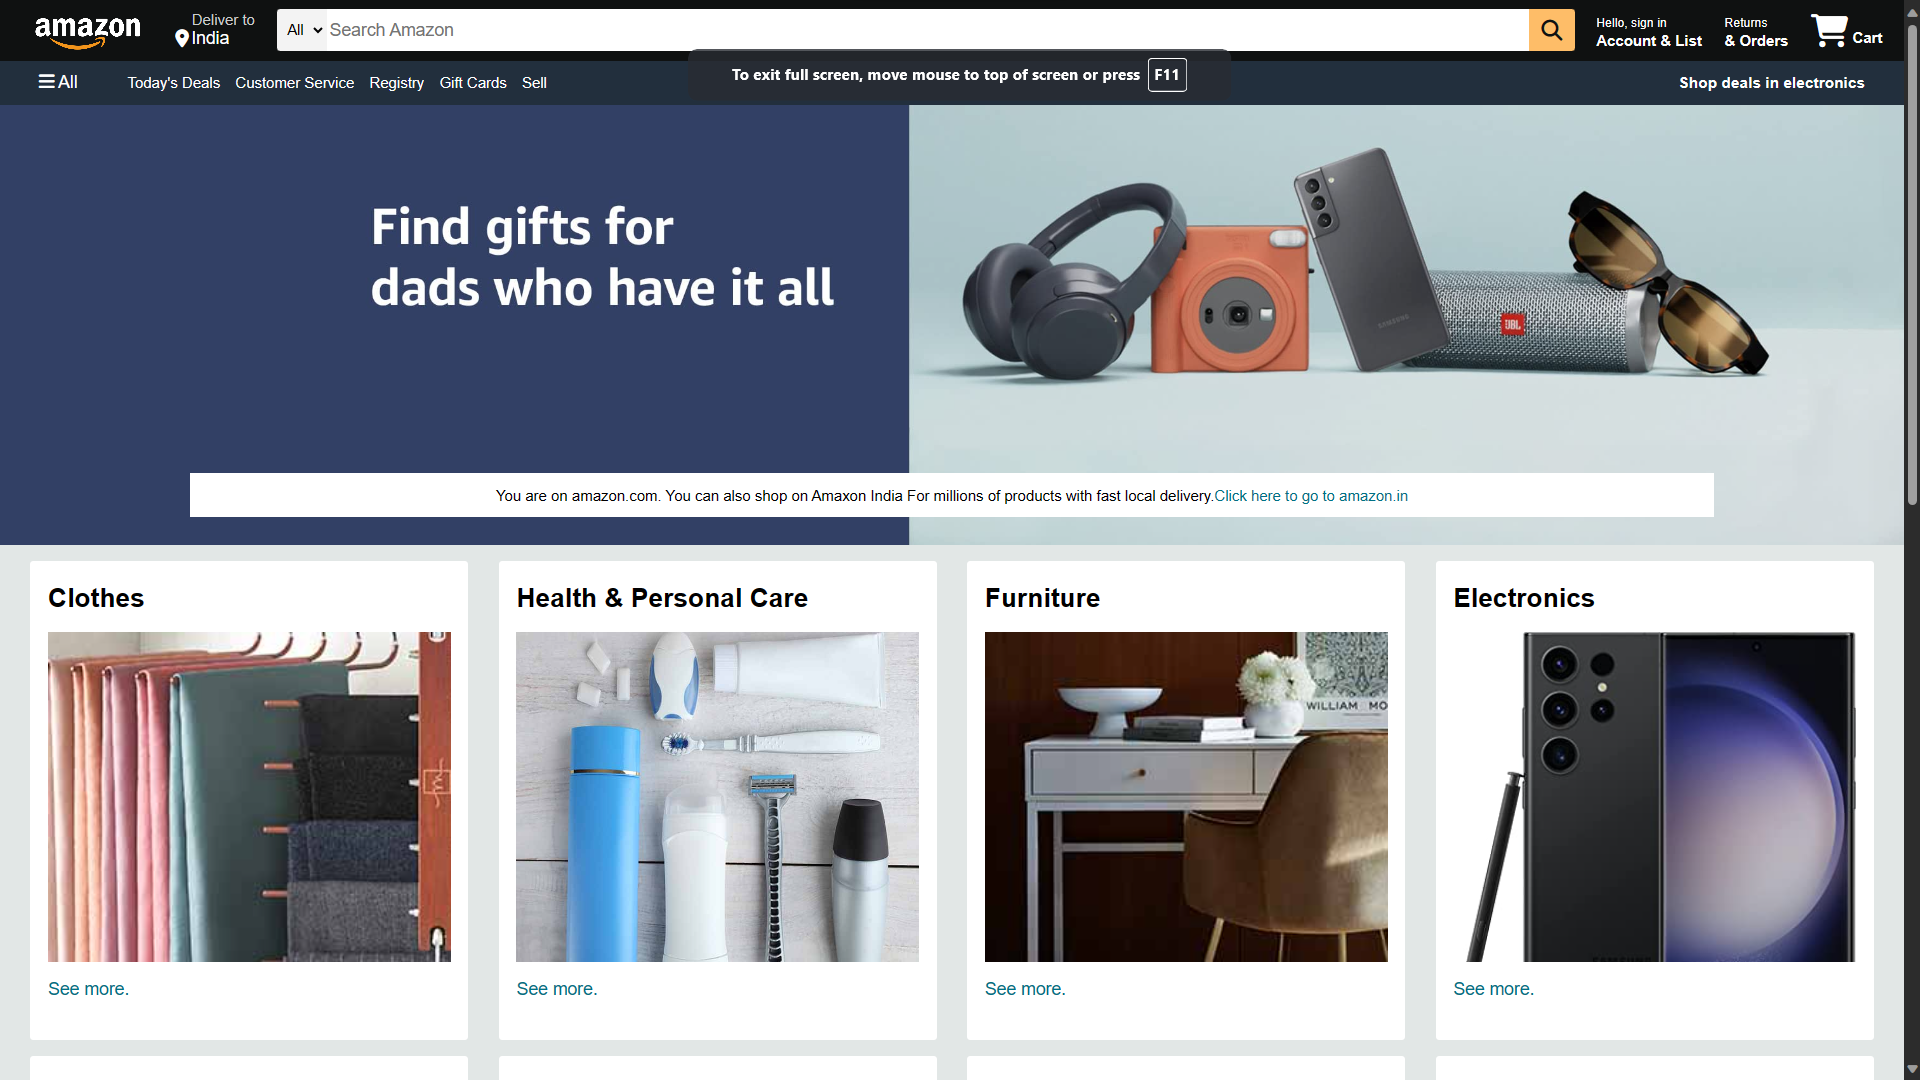 amazon
Deliver to
India
All
Search Amazon
Hello, sign in
Account & List
Returns
& Orders
Cart
All
Today's Deals
Customer Service
Registry
Gift Cards
Sell
To exit full screen, move mouse to top of screen or press F11
Shop deals in electronics
Find gifts for
dads who have it all
SAMSUNG
JBL
You are on amazon.com. You can also shop on Amaxon India For millions of products with fast local delivery.Click here to go to amazon.in
Clothes
Health & Personal Care
Furniture
Electronics
WILLIAM MO
See more.
See more.
See more.
See more.